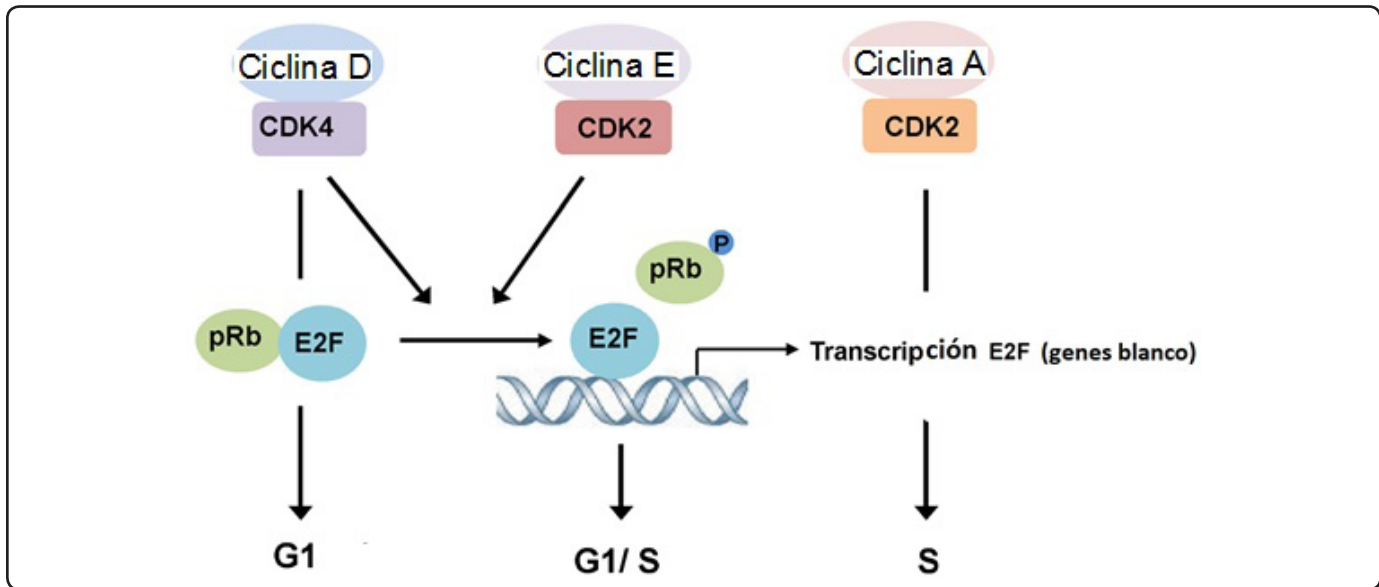 Ciclina D
CDK4
Ciclina E
CDK2
Ciclina A
CDK2
pRb
P
pRb
E2F
E2F
Transcripción E2F (genes blanco)
G1
G1/ S
S